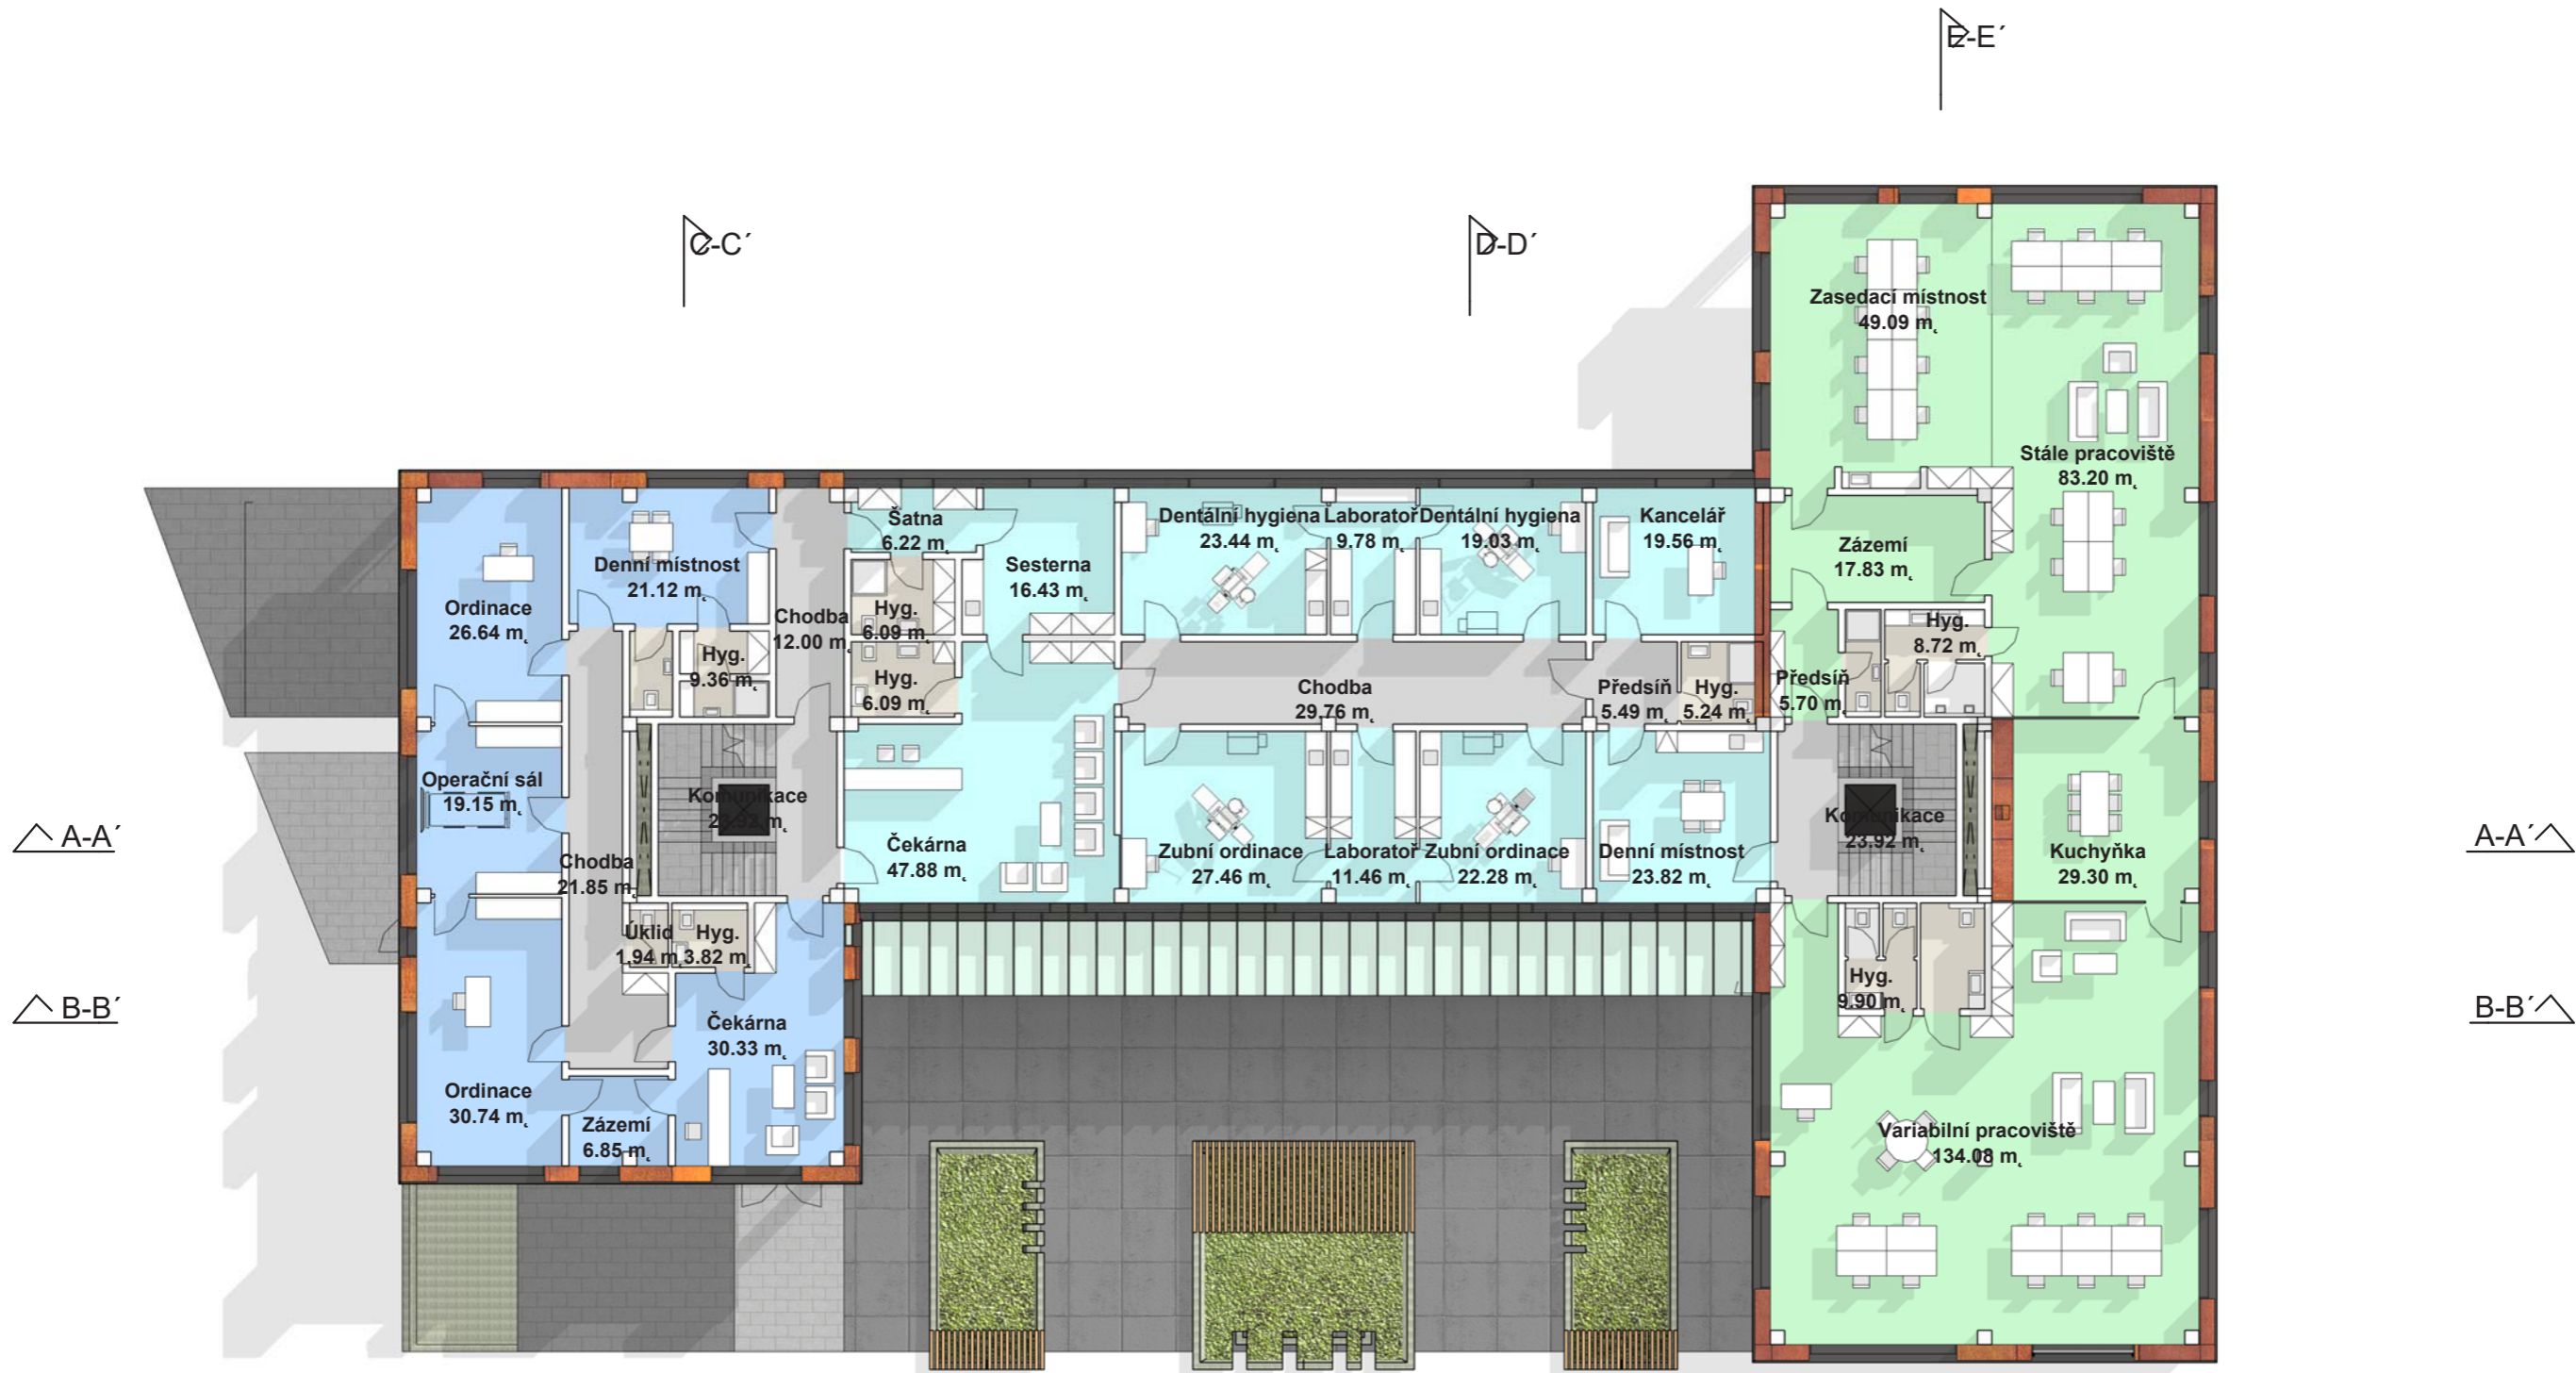 E-E´
C-C´
D-D´
Zasedací místnost
49.09 m
Stále pracoviště
83.20 m
Šatna
6.22 m
Dentální hygiena
23.44 m
Laboratoř
9.78 m
Dentální hygiena
19.03 m
Kancelář
19.56 m
Zázemí
17.83 m
Denní místnost
21.12 m
Sesterna
16.43 m
Ordinace
26.64 m
Chodba
12.00 m
Hyg.
6.09 m
Hyg.
8.72 m
Hyg.
9.36 m
Hyg.
6.09 m
Chodba
29.76 m
Předsíň
5.49 m
Hyg.
5.24 m
Předsíň
5.70 m
Operační sál
19.15 m
Komunikace
23.92 m
Komunikace
23.92 m
A-A´
A-A´
Chodba
21.85 m
Čekárna
47.88 m
Zubní ordinace
27.46 m
Laboratoř
11.46 m
Zubní ordinace
22.28 m
Denní místnost
23.82 m
Kuchyňka
29.30 m
Úklid
1.94 m
Hyg.
3.82 m
Hyg.
9.90 m
B-B´
B-B´
Čekárna
30.33 m
Ordinace
30.74 m
Zázemí
6.85 m
Variabilní pracoviště
134.08 m